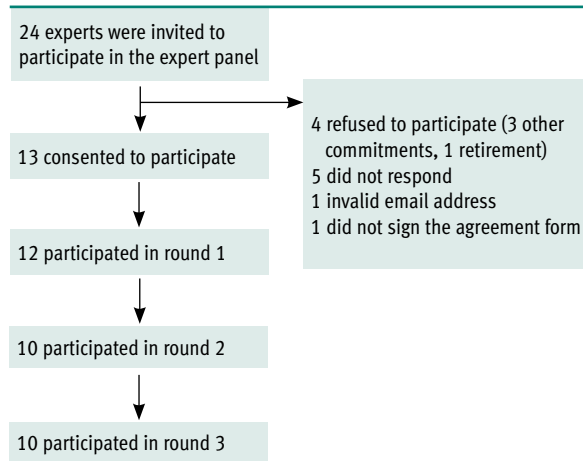 24 experts were invited to
participate in the expert panel
4 refused to participate (3 other
commitments, 1 retirement)
5 did not respond
1 invalid email address
1 did not sign the agreement form
13 consented to participate
12 participated in round 1
10 participated in round 2
10 participated in round 3